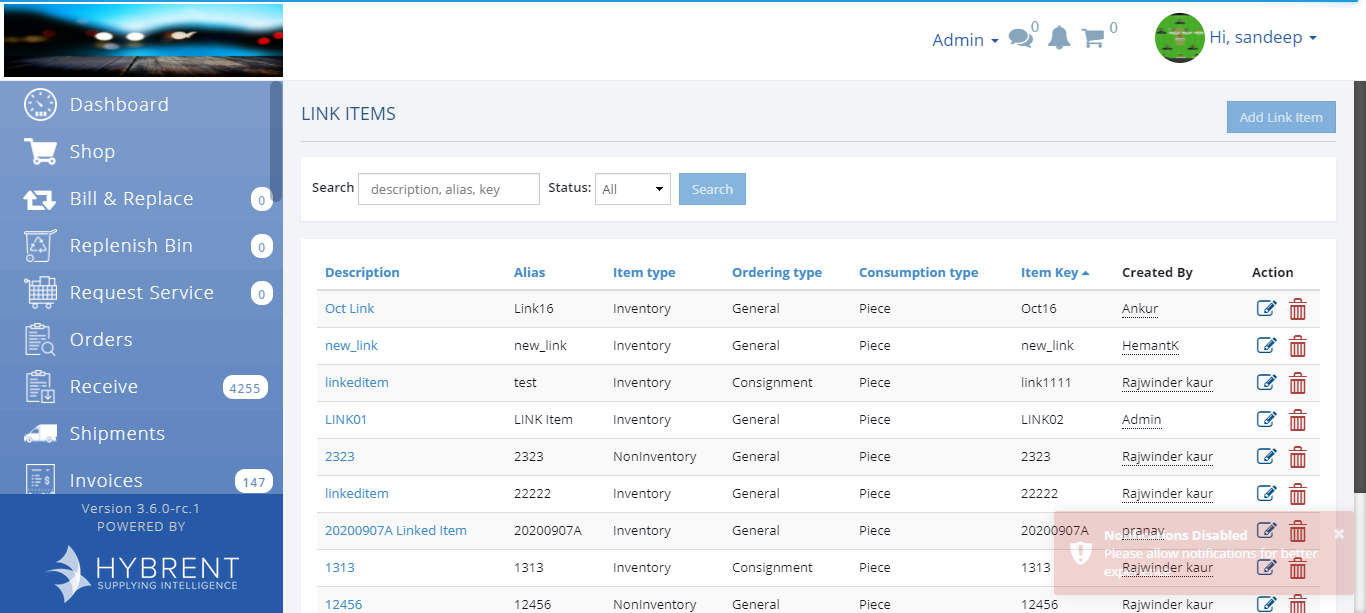 Admin 0 0 Hi, sandeep
Dashboard
Shop
Bill & Replace 0
Replenish Bin 0
Request Service 0
Orders
Receive 4255
Shipments
Invoices 147
Version 3.6.0-rc.1
POWERED BY
HYBRENT
SUPPLYING INTELLIGENCE
LINK ITEMS Add Link Item
Search description, alias, key Status: All Search
Description Alias Item type Ordering type Consumption type Item Key Created By Action
Oct Link Link16 Inventory General Piece Oct16 Ankur
new_link new_link Inventory General Piece new_link HemantK
linkeditem test Inventory Consignment Piece link1111 Rajwinder kaur
LINK01 LINK Item Inventory General Piece LINK02 Admin
2323 2323 NonInventory General Piece 2323 Rajwinder kaur
linkeditem 22222 Inventory General Piece 22222 Rajwinder kaur
20200907A Linked Item 20200907A Inventory General Piece 20200907A pranav
1313 1313 Inventory Consignment Piece 1313 Rajwinder kaur
12456 12456 NonInventory General Piece 12456 Rajwinder kaur
Notifications Disabled ×
Please allow notifications for better